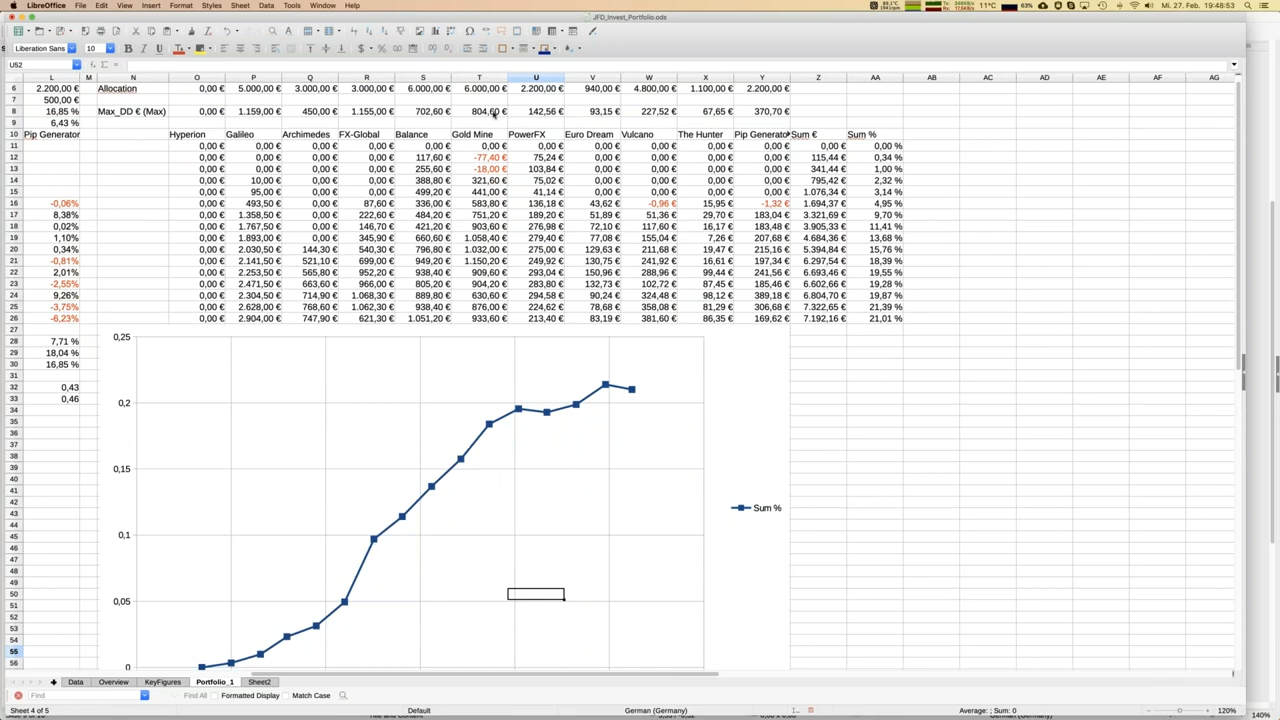 LibreOffice File Edit View Insert Format Styles Sheet Data Tools Window Help 11°C 63% Mi. 27. Feb. 19:48:53
JFD_Invest_Portfolio.ods
Liberation Sans 10
U52
L M N O P Q R S T U V W X Y Z AA AB AC AD AE AF AG
6 2.200,00 € Allocation 0,00 € 5.000,00 € 3.000,00 € 3.000,00 € 6.000,00 € 6.000,00 € 2.200,00 € 940,00 € 4.800,00 € 1.100,00 € 2.200,00 €
7 500,00 €
8 16,85 % Max_DD € (Max) 0,00 € 1.159,00 € 450,00 € 1.155,00 € 702,60 € 804,60 € 142,56 € 93,15 € 227,52 € 67,65 € 370,70 €
9 6,43 %
10 Pip Generator Hyperion Galileo Archimedes FX-Global Balance Gold Mine PowerFX Euro Dream Vulcano The Hunter Pip Generato Sum € Sum %
11 0,00 € 0,00 € 0,00 € 0,00 € 0,00 € 0,00 € 0,00 € 0,00 € 0,00 € 0,00 € 0,00 € 0,00 € 0,00 %
12 0,00 € 0,00 € 0,00 € 0,00 € 117,60 € -77,40 € 75,24 € 0,00 € 0,00 € 0,00 € 0,00 € 115,44 € 0,34 %
13 0,00 € 0,00 € 0,00 € 0,00 € 255,60 € -18,00 € 103,84 € 0,00 € 0,00 € 0,00 € 0,00 € 341,44 € 1,00 %
14 0,00 € 10,00 € 0,00 € 0,00 € 388,80 € 321,60 € 75,02 € 0,00 € 0,00 € 0,00 € 0,00 € 795,42 € 2,32 %
15 0,00 € 95,00 € 0,00 € 0,00 € 499,20 € 441,00 € 41,14 € 0,00 € 0,00 € 0,00 € 0,00 € 1.076,34 € 3,14 %
16 -0,06% 0,00 € 493,50 € 0,00 € 87,60 € 336,00 € 583,80 € 136,18 € 43,62 € -0,96 € 15,95 € -1,32 € 1.694,37 € 4,95 %
17 8,38% 0,00 € 1.358,50 € 0,00 € 222,60 € 484,20 € 751,20 € 189,20 € 51,89 € 51,36 € 29,70 € 183,04 € 3.321,69 € 9,70 %
18 0,02% 0,00 € 1.767,50 € 0,00 € 146,70 € 421,20 € 903,60 € 276,98 € 72,10 € 117,60 € 16,17 € 183,48 € 3.905,33 € 11,41 %
19 1,10% 0,00 € 1.893,00 € 0,00 € 345,90 € 660,60 € 1.058,40 € 279,40 € 77,08 € 155,04 € 7,26 € 207,68 € 4.684,36 € 13,68 %
20 0,34% 0,00 € 2.030,50 € 144,30 € 540,30 € 796,80 € 1.032,00 € 275,00 € 129,63 € 211,68 € 19,47 € 215,16 € 5.394,84 € 15,76 %
21 -0,81% 0,00 € 2.141,50 € 521,10 € 699,00 € 949,20 € 1.150,20 € 249,92 € 130,75 € 241,92 € 16,61 € 197,34 € 6.297,54 € 18,39 %
22 2,01% 0,00 € 2.253,50 € 565,80 € 952,20 € 938,40 € 909,60 € 293,04 € 150,96 € 288,96 € 99,44 € 241,56 € 6.693,46 € 19,55 %
23 -2,55% 0,00 € 2.471,50 € 663,60 € 966,00 € 805,20 € 904,20 € 283,80 € 132,73 € 102,72 € 87,45 € 185,46 € 6.602,66 € 19,28 %
24 9,26% 0,00 € 2.304,50 € 714,90 € 1.068,30 € 889,80 € 630,60 € 294,58 € 90,24 € 324,48 € 98,12 € 389,18 € 6.804,70 € 19,87 %
25 -3,75% 0,00 € 2.628,00 € 768,60 € 1.062,30 € 938,40 € 876,00 € 224,62 € 78,68 € 358,08 € 81,40 € 306,68 € 7.322,76 € 21,39 %
26 -6,23% 0,00 € 2.904,00 € 747,90 € 621,30 € 1.051,20 € 933,60 € 213,40 € 83,19 € 381,60 € 86,35 € 169,62 € 7.192,16 € 21,01 %
27
28 7,71 %
29 18,04 %
30 16,85 %
31
32 0,43
33 0,46
34
35
36
37
38
39
40
41
42
43
44
45
46
47
48
49
50
51
52
53
54
55
56
0,25
0,2
0,15
0,1
0,05
0
Sum %
Data Overview KeyFigures Portfolio_1 Sheet2
Find Find All Formatted Display Match Case
Sheet 4 of 5 Default German (Germany) Average: ; Sum: 0 120%
140%